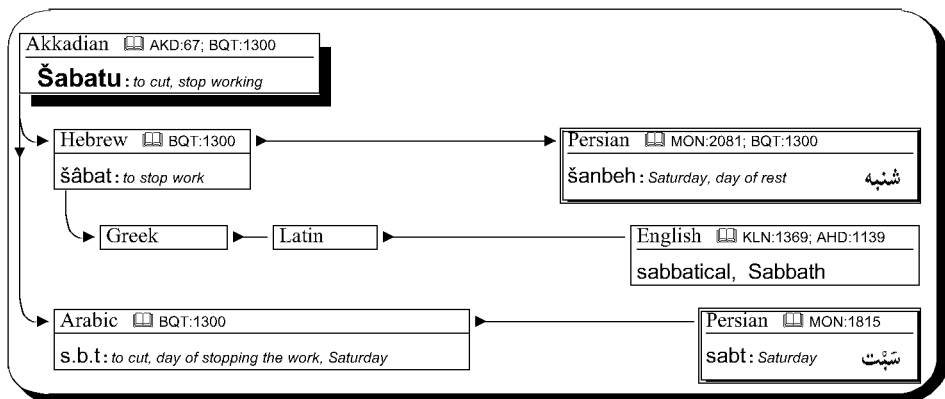 Akkadian AKD:67; BQT:1300
Šabatu: to cut, stop working
Hebrew BQT:1300
šâbat: to stop work
Persian MON:2081; BQT:1300
šanbeh: Saturday, day of rest شنبه
Greek
Latin
English KLN:1369; AHD:1139
sabbatical, Sabbath
Arabic BQT:1300
s.b.t: to cut, day of stopping the work, Saturday
Persian MON:1815
sabt: Saturday سَبْت